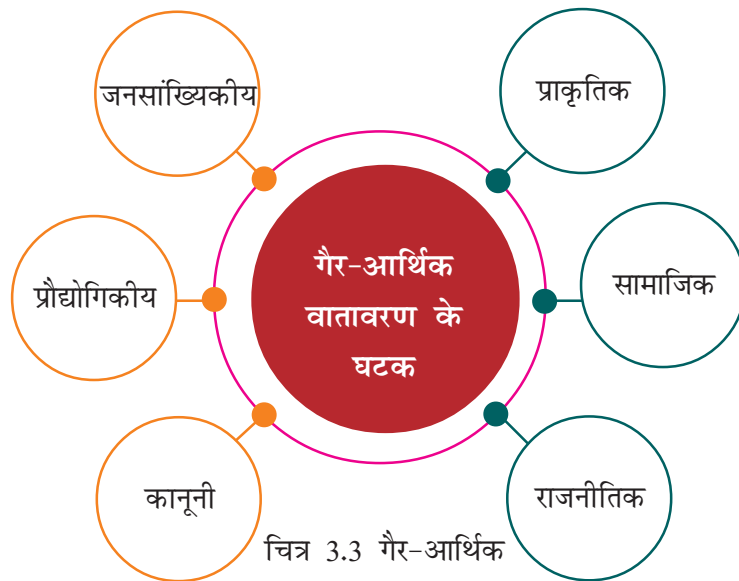 जनसांख्यिकीय
प्राकृतिक
प्रौद्योगिकीय
गैर-आर्थिक
वातावरण के
घटक
सामाजिक
कानूनी
राजनीतिक
चित्र 3.3 गैर-आर्थिक